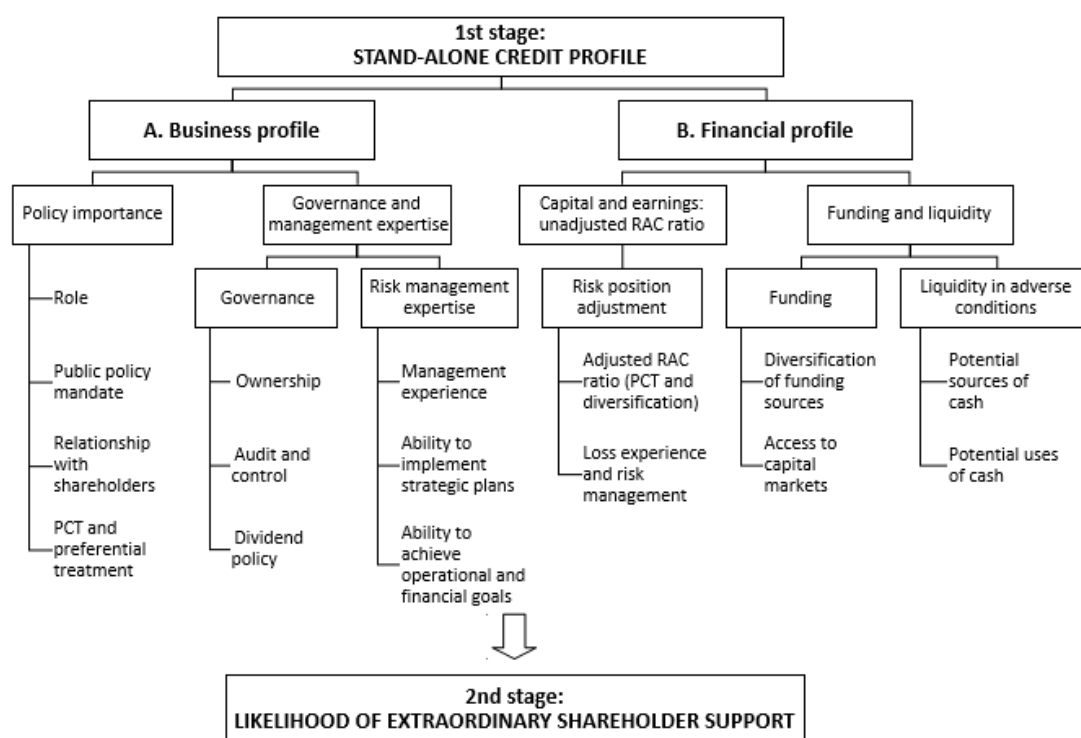 1st stage:
STAND-ALONE CREDIT PROFILE
A. Business profile
B. Financial profile
Policy importance
Governance and
management expertise
Capital and earnings:
unadjusted RAC ratio
Funding and liquidity
Role
Public policy
mandate
Relationship
with
shareholders
PCT and
preferential
treatment
Governance
Ownership
Audit and
control
Dividend
policy
Risk management
expertise
Management
experience
Ability to
implement
strategic plans
Ability to
achieve
operational and
financial goals
Risk position
adjustment
Adjusted RAC
ratio (PCT and
diversification)
Loss experience
and risk
management
Funding
Diversification
of funding
sources
Access to
capital
markets
Liquidity in adverse
conditions
Potential
sources of
cash
Potential uses
of cash
2nd stage:
LIKELIHOOD OF EXTRAORDINARY SHAREHOLDER SUPPORT